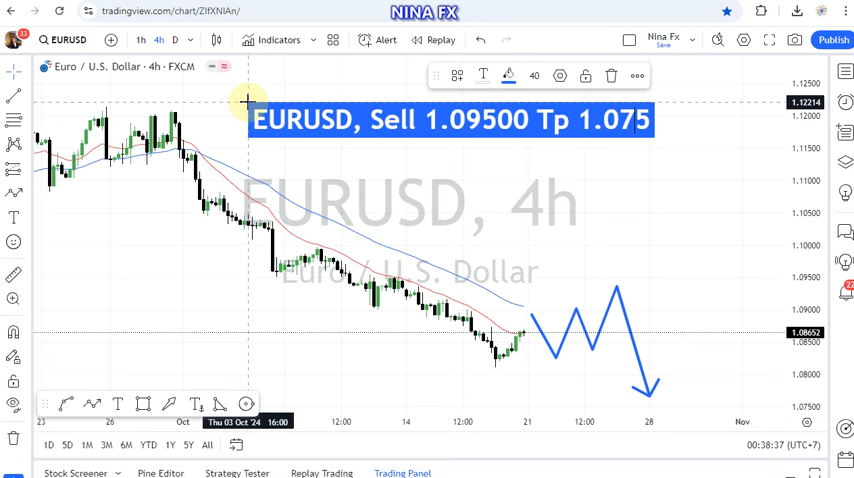 NINA FX
tradingview.com/chart/ZIfXNIAn/
33
EURUSD
1h 4h D
Indicators
Alert
Replay
Nina Fx
Save
Publish
Euro / U.S. Dollar · 4h · FXCM
40
1.12500
1.12214
EURUSD, Sell 1.09500 Tp 1.075
1.12000
1.11500
1.11000
EURUSD, 4h
1.10500
1.10000
Euro / U.S. Dollar
1.09500
1.09000
1.08652
1.08500
1.08000
1.07500
23 Oct Thu 03 Oct '24 16:00 12:00 14 12:00 21 12:00 28 Nov
1D 5D 1M 3M 6M YTD 1Y 5Y All
00:38:37 (UTC+7)
Stock Screener Pine Editor Strategy Tester Replay Trading Trading Panel